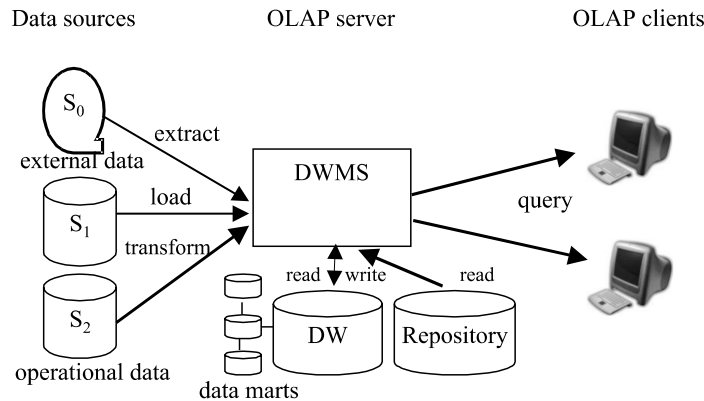 Data sources
OLAP server
OLAP clients
S0
extract
external data
DWMS
load
query
S1
transform
read
write
read
S2
DW
Repository
operational data
data marts